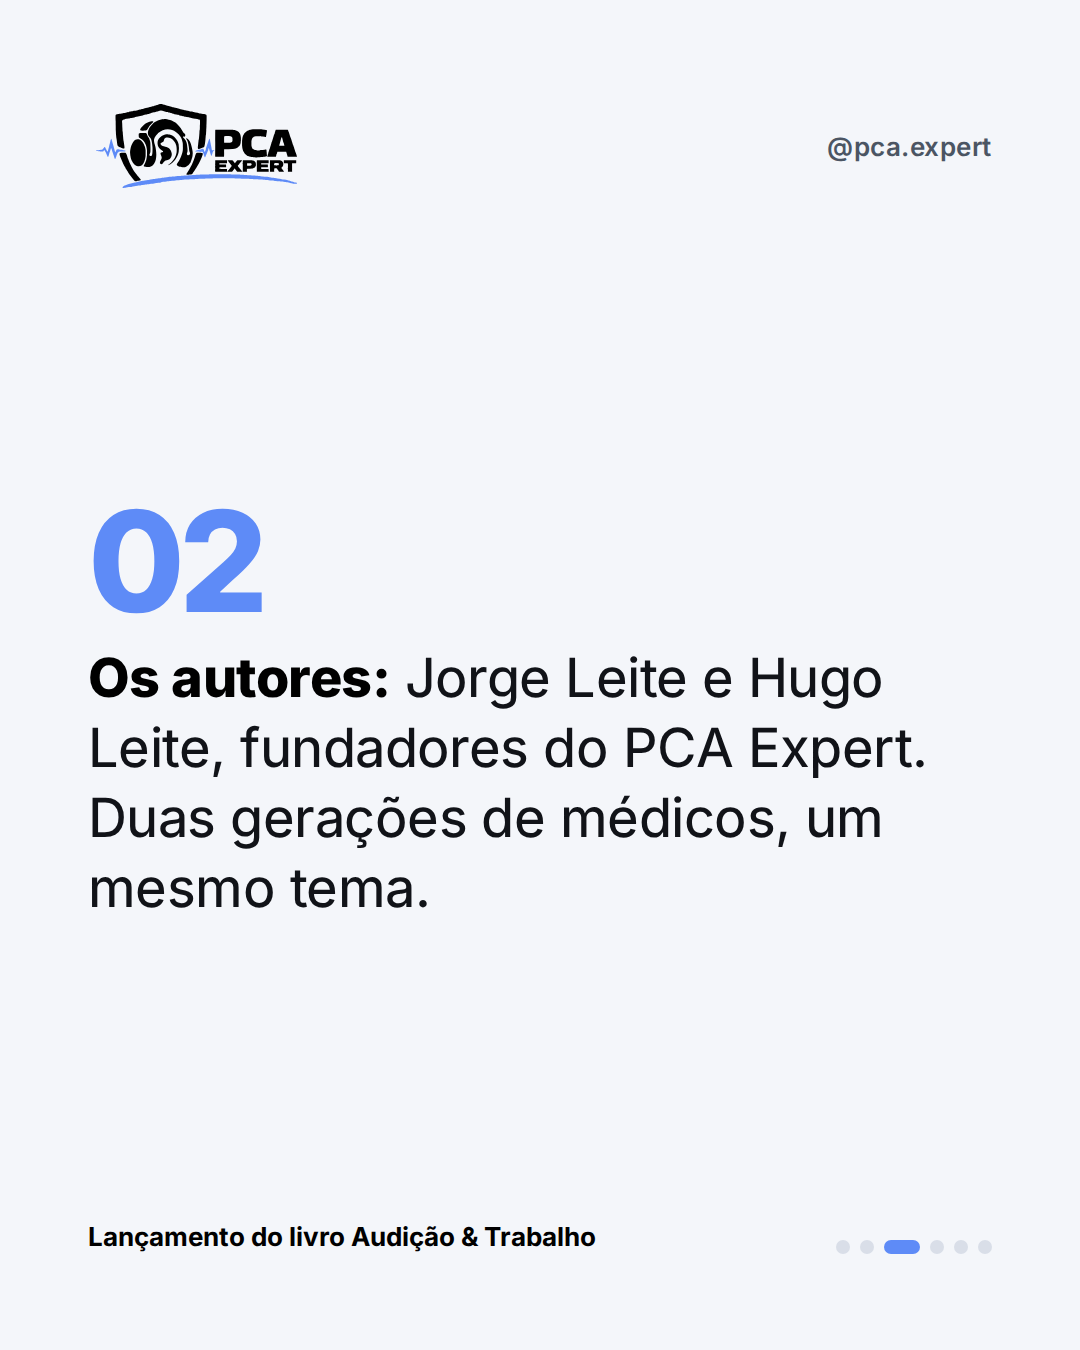 PCA
EXPERT
@pca.expert
02
Os autores: Jorge Leite e Hugo
Leite, fundadores do PCA Expert.
Duas gerações de médicos, um
mesmo tema.
Lançamento do livro Audição & Trabalho